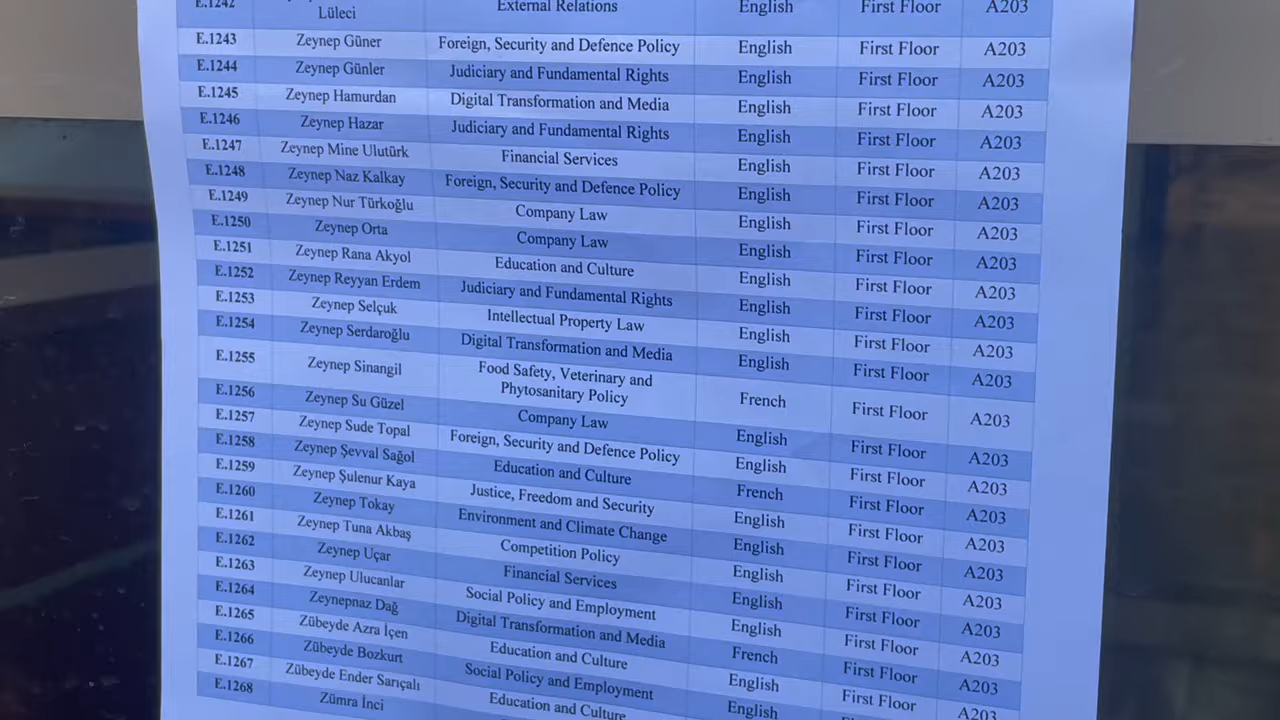 E.1242 Lüleci External Relations English First Floor A203
E.1243 Zeynep Güner Foreign, Security and Defence Policy English First Floor A203
E.1244 Zeynep Günler Judiciary and Fundamental Rights English First Floor A203
E.1245 Zeynep Hamurdan Digital Transformation and Media English First Floor A203
E.1246 Zeynep Hazar Judiciary and Fundamental Rights English First Floor A203
E.1247 Zeynep Mine Ulutürk Financial Services English First Floor A203
E.1248 Zeynep Naz Kalkay Foreign, Security and Defence Policy English First Floor A203
E.1249 Zeynep Nur Türkoğlu Company Law English First Floor A203
E.1250 Zeynep Orta Company Law English First Floor A203
E.1251 Zeynep Rana Akyol Education and Culture English First Floor A203
E.1252 Zeynep Reyyan Erdem Judiciary and Fundamental Rights English First Floor A203
E.1253 Zeynep Selçuk Intellectual Property Law English First Floor A203
E.1254 Zeynep Serdaroğlu Digital Transformation and Media English First Floor A203
E.1255 Zeynep Sinangil Food Safety, Veterinary and
Phytosanitary Policy French First Floor A203
E.1256 Zeynep Su Güzel Company Law English First Floor A203
E.1257 Zeynep Sude Topal Foreign, Security and Defence Policy English First Floor A203
E.1258 Zeynep Şevval Sağol Education and Culture French First Floor A203
E.1259 Zeynep Şulenur Kaya Justice, Freedom and Security English First Floor A203
E.1260 Zeynep Tokay Environment and Climate Change English First Floor A203
E.1261 Zeynep Tuna Akbaş Competition Policy English First Floor A203
E.1262 Zeynep Uçar Financial Services English First Floor A203
E.1263 Zeynep Ulucanlar Social Policy and Employment English First Floor A203
E.1264 Zeynepnaz Dağ Digital Transformation and Media French First Floor A203
E.1265 Zübeyde Azra İçen Education and Culture English First Floor A203
E.1266 Zübeyde Bozkurt Social Policy and Employment English
E.1267 Zübeyde Ender Sarıçalı Education and Culture
E.1268 Zümra İnci